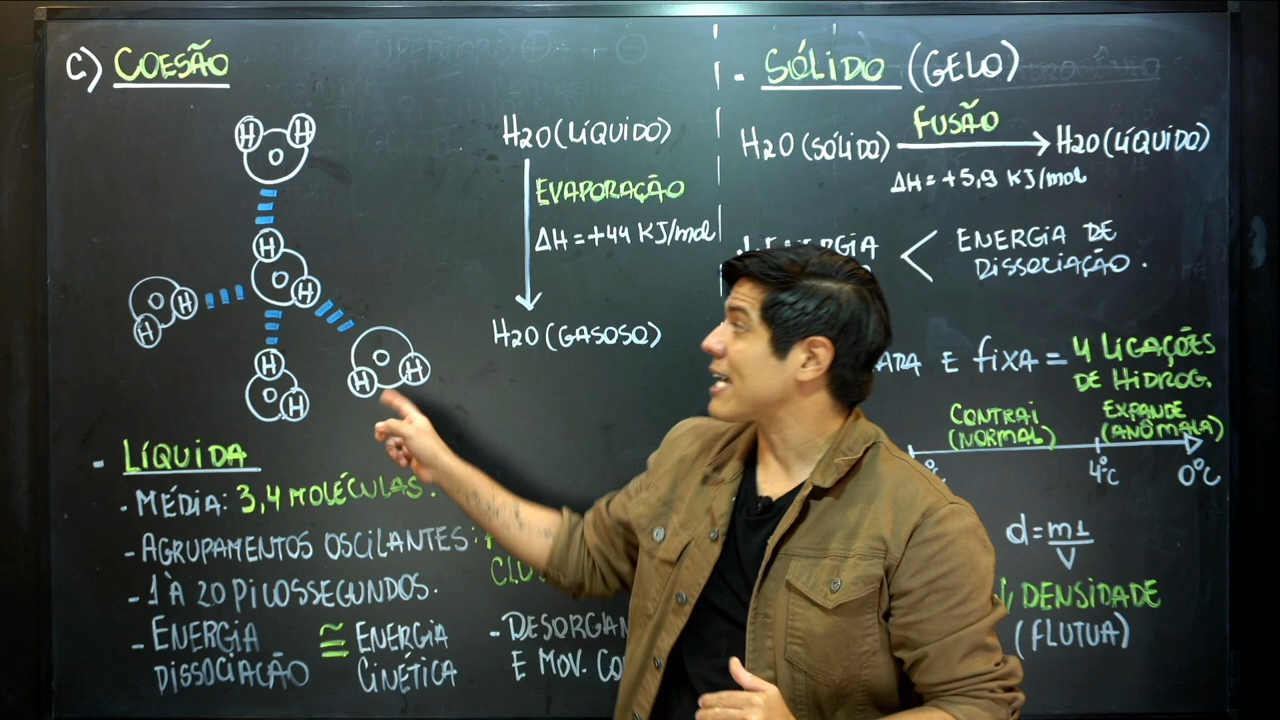 C) COESÃO
H H
O
H
O
H
O
H
H
H
O
H
O
H H
H2O (LÍQUIDO)
EVAPORAÇÃO
ΔH = +44 KJ/mol
H2O (GASOSO)
- LÍQUIDA
• MÉDIA: 3,4 MOLÉCULAS.
- AGRUPAMENTOS OSCILANTES:
- 1 À 20 PICOSSEGUNDOS.
- ENERGIA DISSOCIAÇÃO ≅ ENERGIA CINÉTICA
- SÓLIDO (GELO)
H2O (SÓLIDO) FUSÃO H2O (LÍQUIDO)
ΔH = +5,9 KJ/mol
< ENERGIA DE
DISSOCIAÇÃO.
E FIXA = 4 LIGAÇÕES
DE HIDROG.
CONTRAI EXPANDE
(NORMAL) (ANÔMALA)
4°C 0°C
d = m
V
DENSIDADE
(FLUTUA)